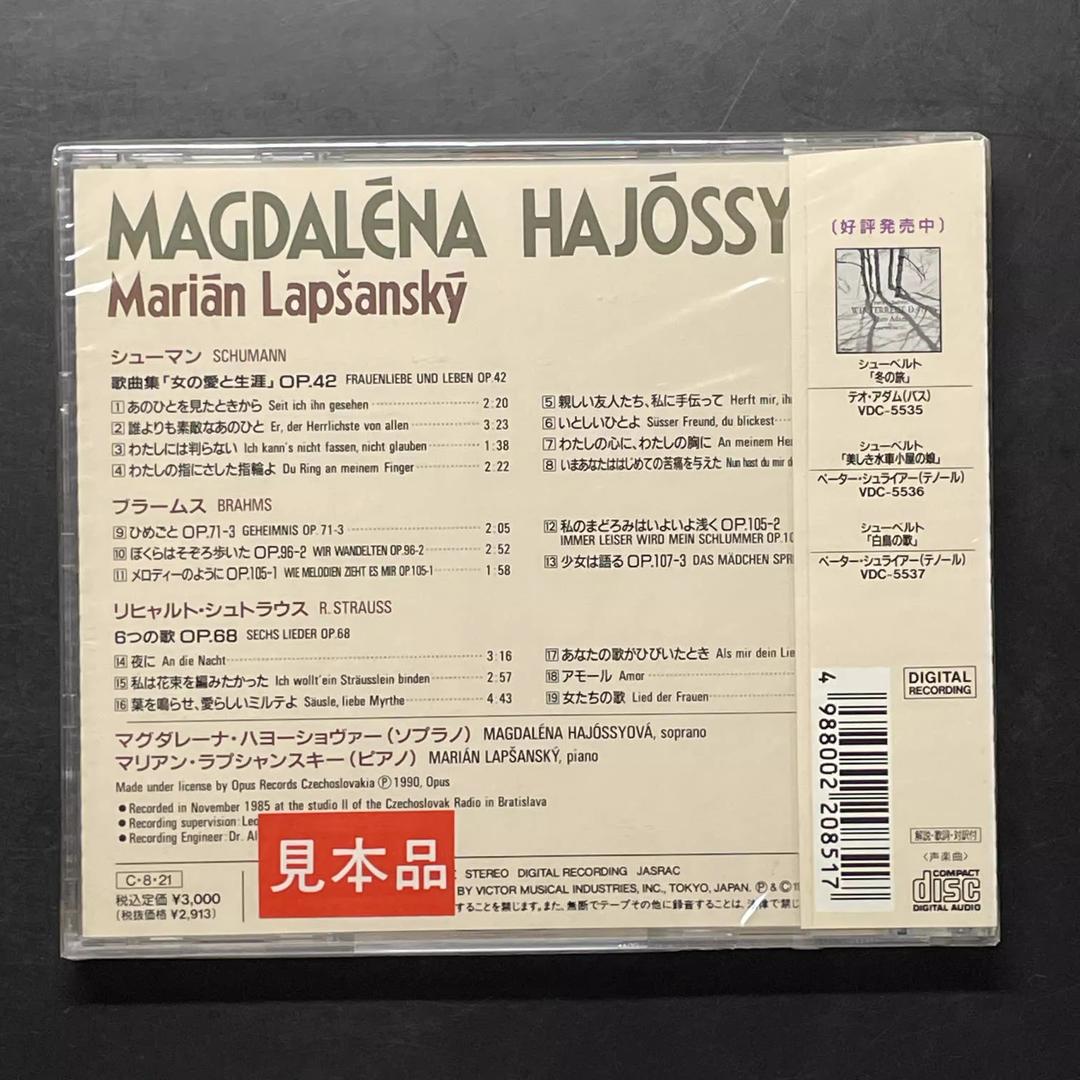 MAGDALÉNA HAJÓSSY
Marián Lapšanský
シューマン SCHUMANN
歌曲集「女の愛と生涯」OP.42 FRAUENLIEBE UND LEBEN OP.42
1 あのひとを見たときから Seit ich ihn gesehen 2:20
2 誰よりも素敵なあのひと Er, der Herrlichste von allen 3:23
3 わたしには判らない Ich kann's nicht fassen, nicht glauben 1:38
4 わたしの指にさした指輪よ Du Ring an meinem Finger 2:22
5 親しい友人たち、私に手伝って Herft mir, ih
6 いとしいひとよ Süsser Freund, du blickest
7 わたしの心に、わたしの胸に An meinem He
8 いまあなたははじめての苦痛を与えた Nun hast du mir d
ブラームス BRAHMS
9 ひめごと OP.71-3 GEHEIMNIS OP.71-3 2:05
10 ぼくらはそぞろ歩いた OP.96-2 WIR WANDELTEN OP.96-2 2:52
11 メロディーのように OP.105-1 WIE MELODIEN ZIEHT ES MIR OP.105-1 1:58
12 私のまどろみはいよいよ浅く OP.105-2
IMMER LEISER WIRD MEIN SCHLUMMER OP.10
13 少女は語る OP.107-3 DAS MÄDCHEN SPR
リヒャルト・シュトラウス R. STRAUSS
6つの歌 OP.68 SECHS LIEDER OP.68
14 夜に An die Nacht 3:16
15 私は花束を編みたかった Ich wollt'ein Sträusslein binden 2:57
16 葉を鳴らせ、愛らしいミルテよ Säusle, liebe Myrthe 4:43
17 あなたの歌がひびいたとき Als mir dein Lie
18 アモール Amor
19 女たちの歌 Lied der Frauen
マグダレーナ・ハヨーショヴァー(ソプラノ) MAGDALÉNA HAJÓSSYOVÁ, soprano
マリアン・ラプシャンスキー(ピアノ) MARIÁN LAPŠANSKÝ, piano
Made under license by Opus Records Czechoslovakia Ⓟ 1990, Opus
● Recorded in November 1985 at the studio II of the Czechoslovak Radio in Bratislava
● Recording supervision: Leo
● Recording Engineer: Dr. Al
見本品
C・8・21
税込定価 ¥3,000
(税抜価格 ¥2,913)
STEREO DIGITAL RECORDING JASRAC
BY VICTOR MUSICAL INDUSTRIES, INC., TOKYO, JAPAN. Ⓟ & Ⓒ 1
することを禁じます。また、無断でテープその他に録音することは、法律で禁じ
(好評発売中)
WINTERREISE D.911
シューベルト
「冬の旅」
テオ・アダム(バス)
VDC-5535
シューベルト
「美しき水車小屋の娘」
ペーター・シュライアー(テノール)
VDC-5536
シューベルト
「白鳥の歌」
ペーター・シュライアー(テノール)
VDC-5537
DIGITAL
RECORDING
4 988002 208517
解説・歌詞・対訳付
〈声楽曲〉
COMPACT
disc
DIGITAL AUDIO